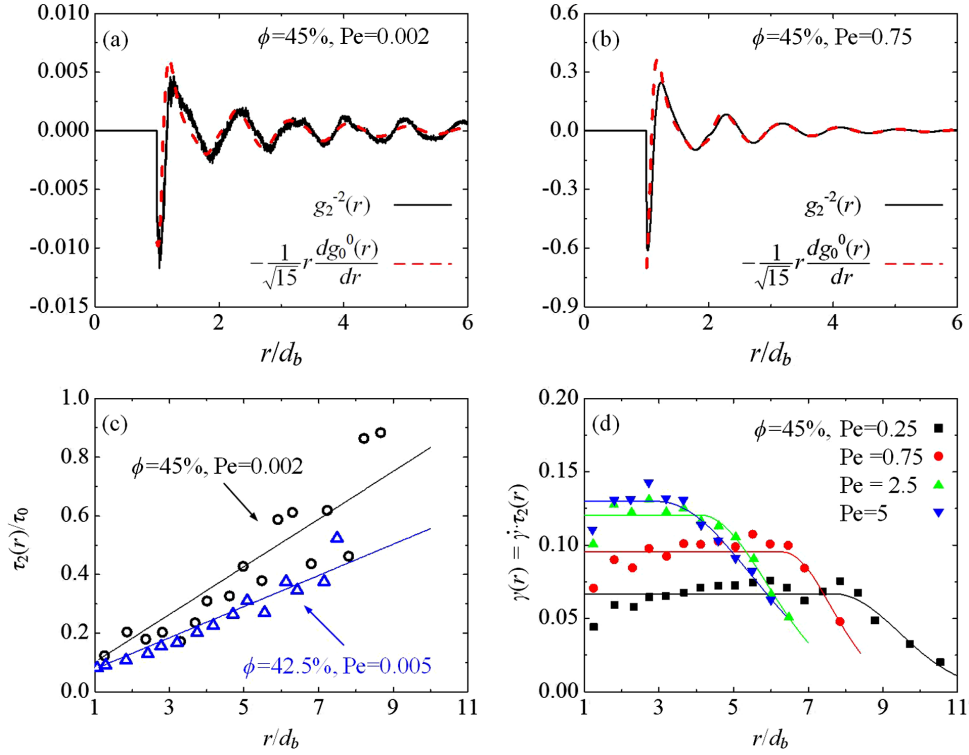 (a) ϕ=45%, Pe=0.002
0.010
0.005
0.000
-0.005
-0.010
-0.015
g₂⁻²(r)
-1/√15 r dg₀⁰(r)/dr
0 2 4 6
r/d_b
(b) ϕ=45%, Pe=0.75
0.6
0.3
0.0
-0.3
-0.6
-0.9
g₂⁻²(r)
-1/√15 r dg₀⁰(r)/dr
0 2 4 6
r/d_b
(c)
1.0
0.8
0.6
0.4
0.2
0.0
τ₂(r)/τ₀
ϕ=45%, Pe=0.002
ϕ=42.5%, Pe=0.005
1 3 5 7 9 11
r/d_b
(d) ϕ=45%, Pe=0.25
Pe =0.75
Pe = 2.5
Pe=5
0.20
0.15
0.10
0.05
0.00
γ(r) = γ̇·τ₂(r)
1 3 5 7 9 11
r/d_b